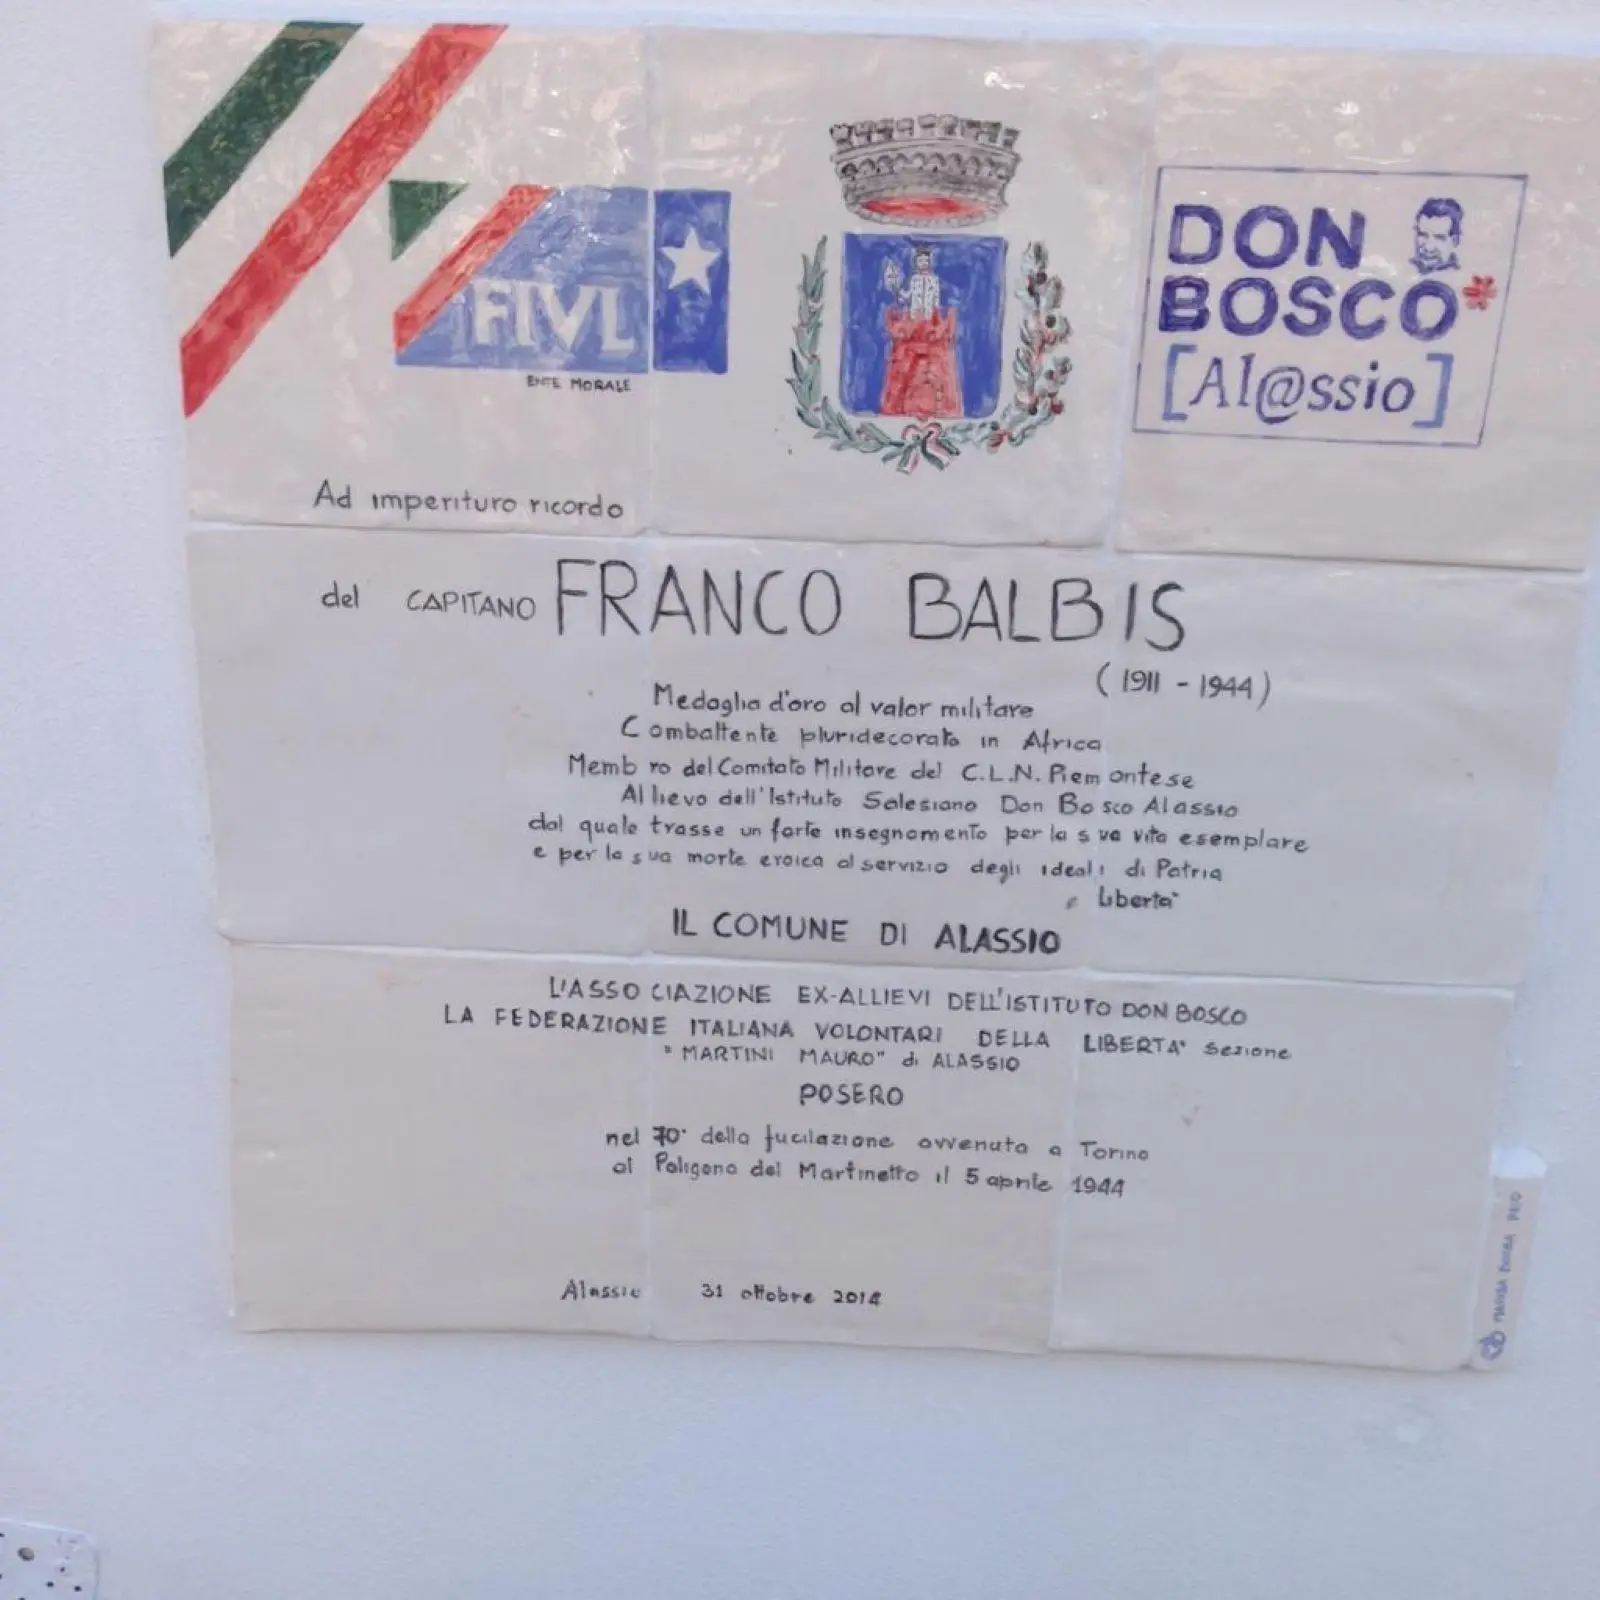 FIVL
ENTE MORALE
DON
BOSCO*
[Al@ssio]
Ad imperituro ricordo
del CAPITANO FRANCO BALBIS
(1911 - 1944)
Medaglia d'oro al valor militare
Combattente pluridecorato in Africa
Membro del Comitato Militare del C.L.N. Piemontese
Allievo dell'Istituto Salesiano Don Bosco Alassio
dal quale trasse un forte insegnamento per la sua vita esemplare
e per la sua morte eroica al servizio degli ideali di Patria
e Libertà
IL COMUNE DI ALASSIO
L'ASSOCIAZIONE EX-ALLIEVI DELL'ISTITUTO DON BOSCO
LA FEDERAZIONE ITALIANA VOLONTARI DELLA LIBERTA' sezione
"MARTINI MAURO" di ALASSIO
POSERO
nel 70° della fucilazione avvenuta a Torino
al Poligono del Martinetto il 5 aprile 1944
Alassio 31 ottobre 2014